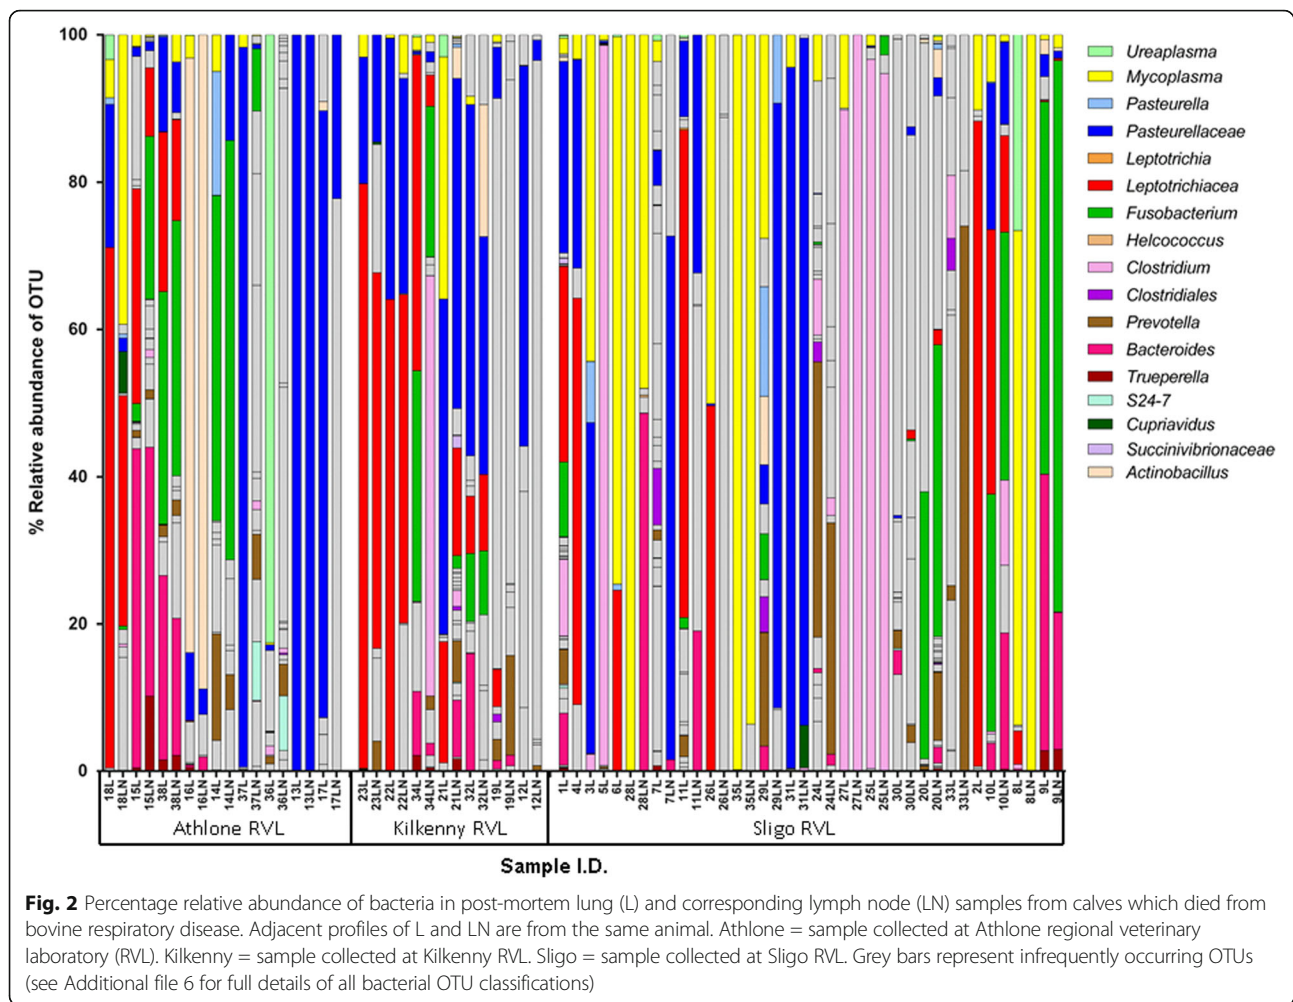 100
80
60
40
20
0
% Relative abundance of OTU
Ureaplasma
Mycoplasma
Pasteurella
Pasteurellaceae
Leptotrichia
Leptotrichiacea
Fusobacterium
Helcococcus
Clostridium
Clostridiales
Prevotella
Bacteroides
Trueperella
S24-7
Cupriavidus
Succinivibrionaceae
Actinobacillus
18L 18LN 15L 15LN 38L 38LN 16L 16LN 14L 14LN 37L 37LN 36L 36LN 13L 13LN 17L 17LN 23L 23LN 22L 22LN 34L 34LN 21L 21LN 32L 32LN 19L 19LN 12L 12LN 1L 4L 3L 5L 6L 28L 28LN 7L 7LN 11L 11LN 26L 26LN 35L 35LN 29L 29LN 31L 31LN 24L 24LN 27L 27LN 25L 25LN 30L 30LN 20L 20LN 33L 33LN 2L 10L 10LN 8L 8LN 9L 9LN
Athlone RVL Kilkenny RVL Sligo RVL
Sample I.D.
Fig. 2 Percentage relative abundance of bacteria in post-mortem lung (L) and corresponding lymph node (LN) samples from calves which died from
bovine respiratory disease. Adjacent profiles of L and LN are from the same animal. Athlone = sample collected at Athlone regional veterinary
laboratory (RVL). Kilkenny = sample collected at Kilkenny RVL. Sligo = sample collected at Sligo RVL. Grey bars represent infrequently occurring OTUs
(see Additional file 6 for full details of all bacterial OTU classifications)